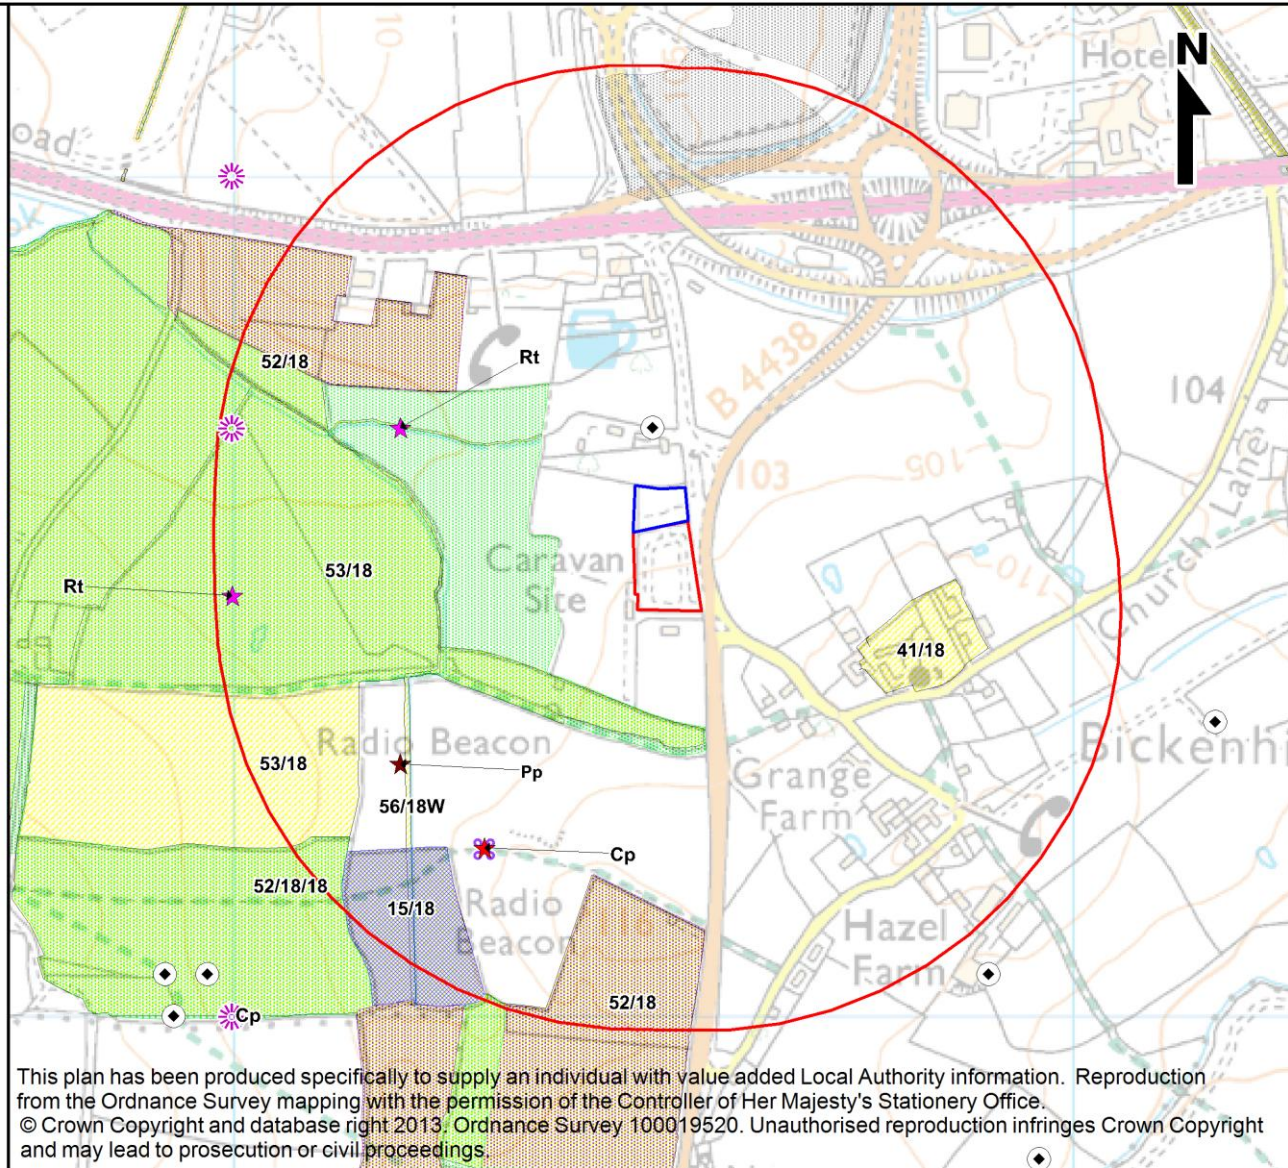 Hotel
N
oad
10
105
52/18
Rt
B 4438
104
103
105
Church Lane
53/18
Caravan
Site
Rt
110
41/18
Radio Beacon
53/18
Pp
Bickenhi
Grange
Farm
56/18W
Cp
52/18/18
15/18
Radio
Beacon
116
Hazel
Farm
52/18
Cp
This plan has been produced specifically to supply an individual with value added Local Authority information. Reproduction
from the Ordnance Survey mapping with the permission of the Controller of Her Majesty's Stationery Office.
© Crown Copyright and database right 2013. Ordnance Survey 100019520. Unauthorised reproduction infringes Crown Copyright
and may lead to prosecution or civil proceedings.